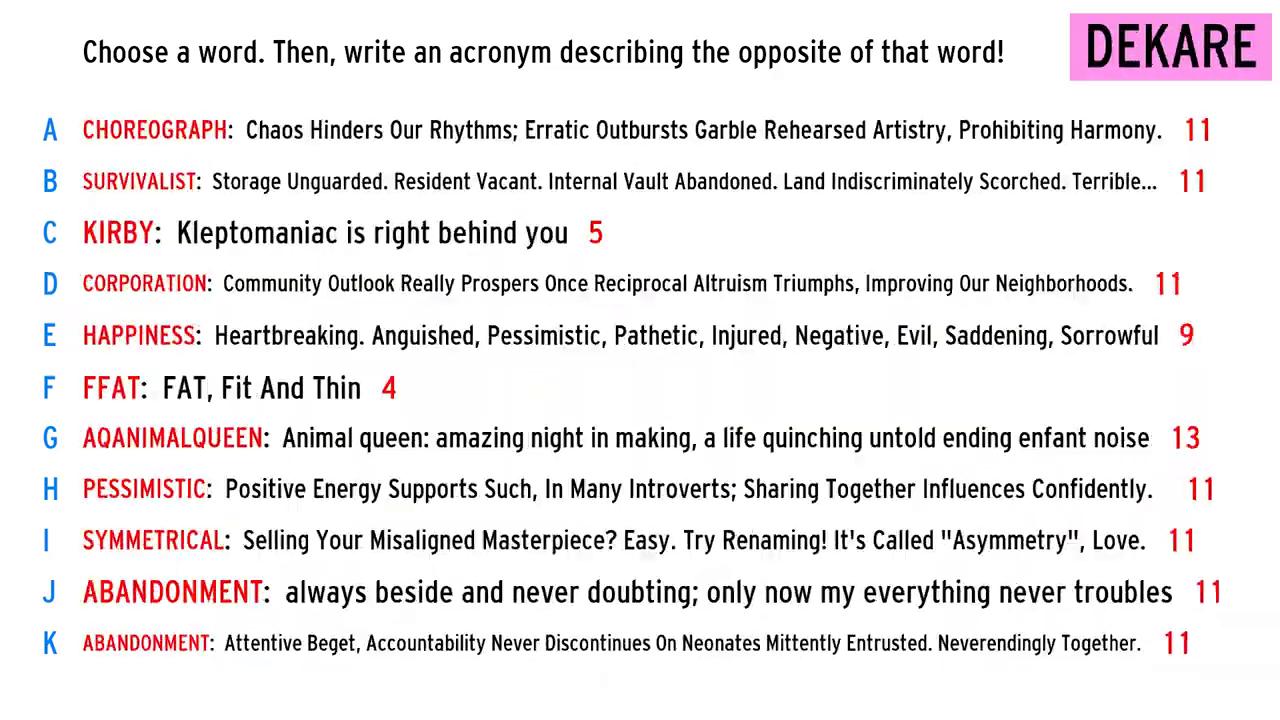 Choose a word. Then, write an acronym describing the opposite of that word!
DEKARE
A CHOREOGRAPH: Chaos Hinders Our Rhythms; Erratic Outbursts Garble Rehearsed Artistry, Prohibiting Harmony. 11
B SURVIVALIST: Storage Unguarded. Resident Vacant. Internal Vault Abandoned. Land Indiscriminately Scorched. Terrible... 11
C KIRBY: Kleptomaniac is right behind you 5
D CORPORATION: Community Outlook Really Prospers Once Reciprocal Altruism Triumphs, Improving Our Neighborhoods. 11
E HAPPINESS: Heartbreaking. Anguished, Pessimistic, Pathetic, Injured, Negative, Evil, Saddening, Sorrowful 9
F FFAT: FAT, Fit And Thin 4
G AQANIMALQUEEN: Animal queen: amazing night in making, a life quinching untold ending enfant noise 13
H PESSIMISTIC: Positive Energy Supports Such, In Many Introverts; Sharing Together Influences Confidently. 11
I SYMMETRICAL: Selling Your Misaligned Masterpiece? Easy. Try Renaming! It's Called "Asymmetry", Love. 11
J ABANDONMENT: always beside and never doubting; only now my everything never troubles 11
K ABANDONMENT: Attentive Beget, Accountability Never Discontinues On Neonates Mittently Entrusted. Neverendingly Together. 11